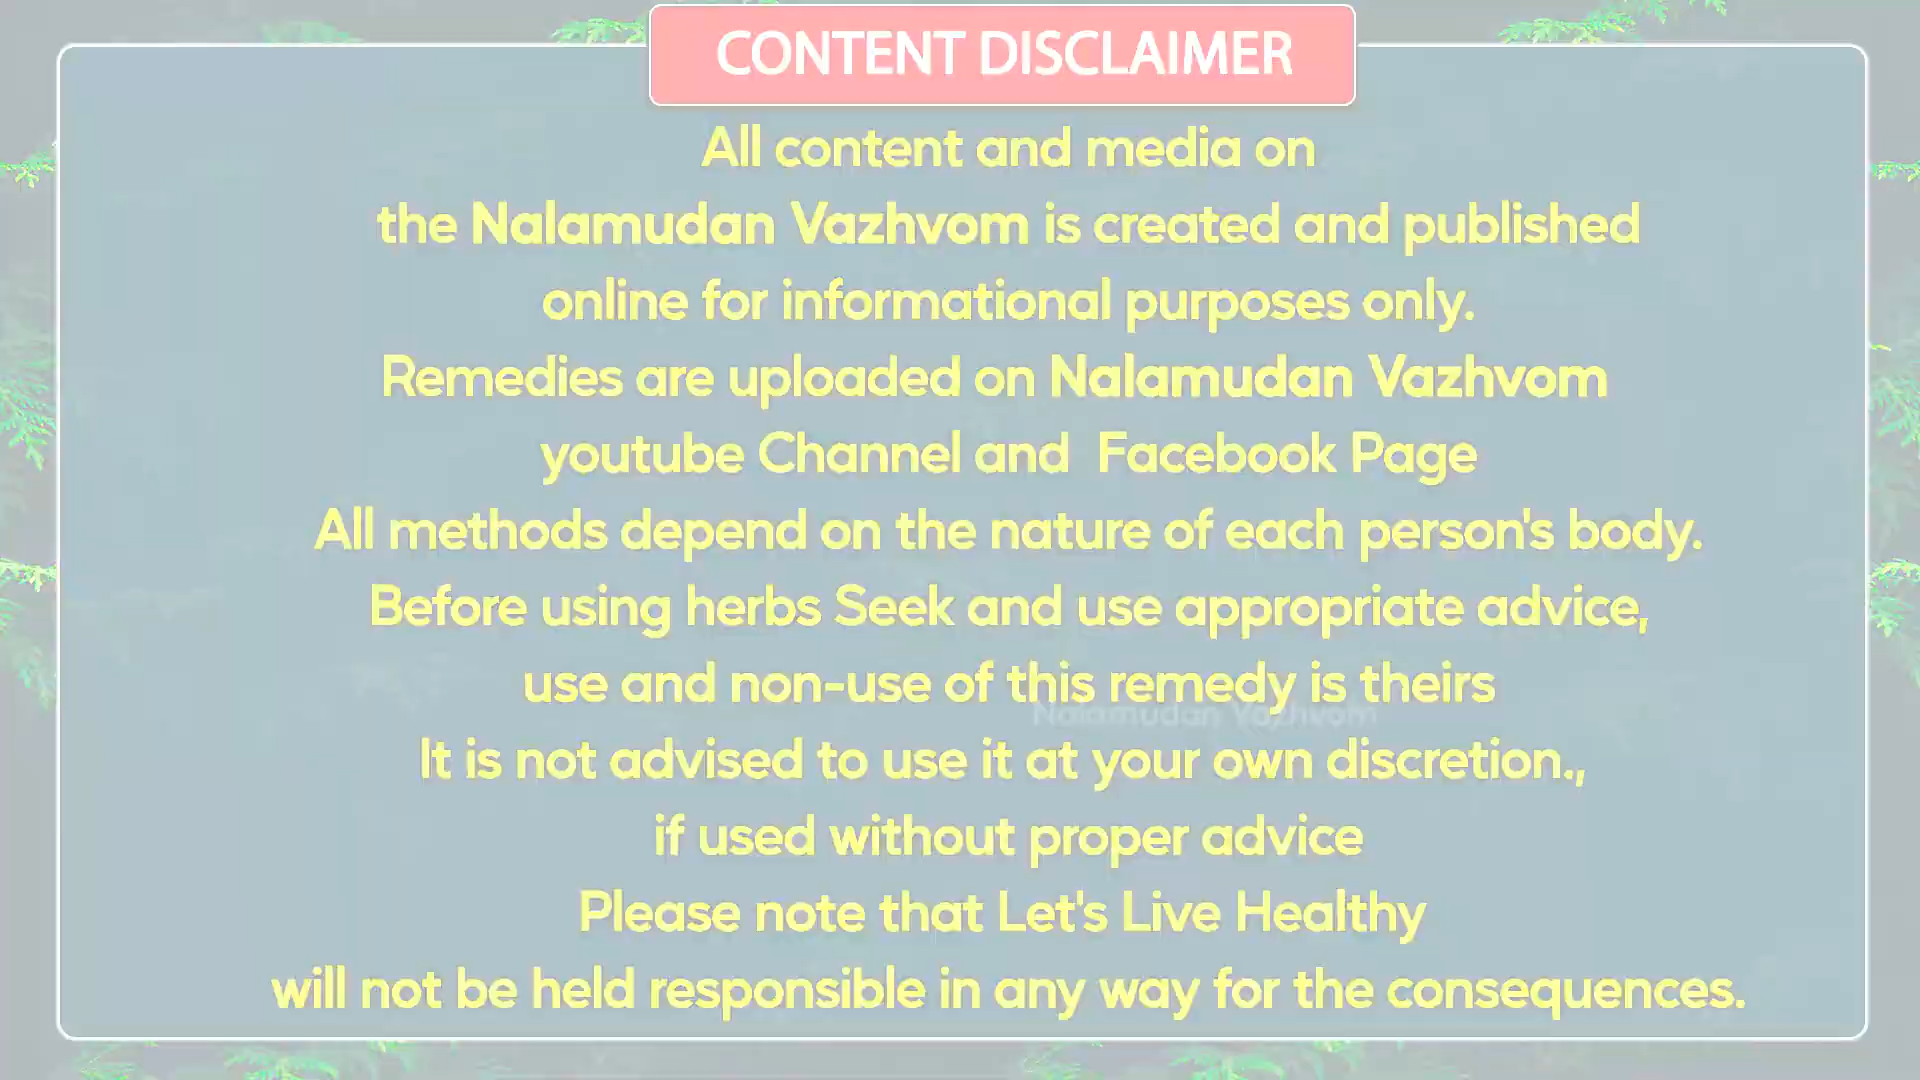 CONTENT DISCLAIMER
All content and media on
the Nalamudan Vazhvom is created and published
online for informational purposes only.
Remedies are uploaded on Nalamudan Vazhvom
youtube Channel and Facebook Page
All methods depend on the nature of each person's body.
Before using herbs Seek and use appropriate advice,
use and non-use of this remedy is theirs
Nalamudan Vazhvom
It is not advised to use it at your own discretion.,
if used without proper advice
Please note that Let's Live Healthy
will not be held responsible in any way for the consequences.